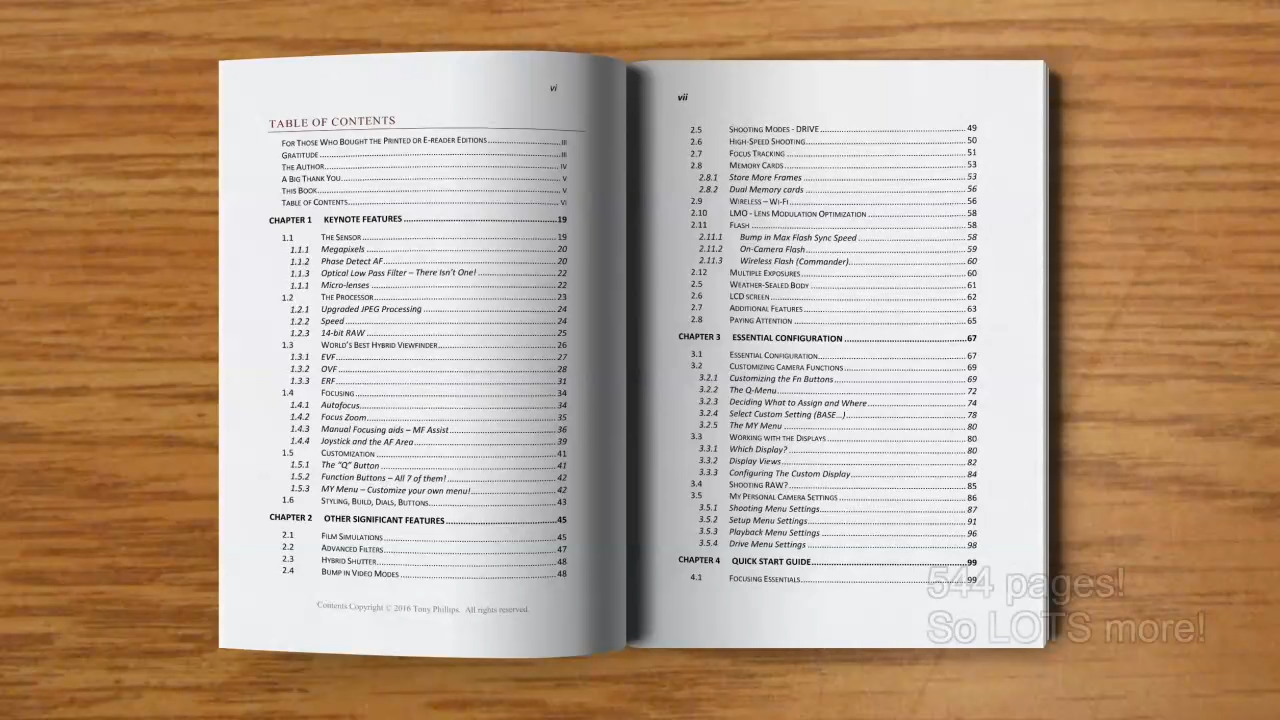 vi
TABLE OF CONTENTS
FOR THOSE WHO BOUGHT THE PRINTED OR E-READER EDITIONS iii
GRATITUDE iii
THE AUTHOR iv
A BIG THANK YOU v
THIS BOOK v
TABLE OF CONTENTS vi
CHAPTER 1 KEYNOTE FEATURES 19
1.1 THE SENSOR 19
1.1.1 Megapixels 20
1.1.2 Phase Detect AF 20
1.1.3 Optical Low Pass Filter – There Isn't One! 22
1.1.1 Micro-lenses 22
1.2 THE PROCESSOR 23
1.2.1 Upgraded JPEG Processing 24
1.2.2 Speed 24
1.2.3 14-bit RAW 25
1.3 WORLD'S BEST HYBRID VIEWFINDER 26
1.3.1 EVF 27
1.3.2 OVF 28
1.3.3 ERF 31
1.4 FOCUSING 34
1.4.1 Autofocus 34
1.4.2 Focus Zoom 35
1.4.3 Manual Focusing aids – MF Assist 36
1.4.4 Joystick and the AF Area 39
1.5 CUSTOMIZATION 41
1.5.1 The "Q" Button 41
1.5.2 Function Buttons – All 7 of them! 42
1.5.3 MY Menu – Customize your own menu! 42
1.6 STYLING, BUILD, DIALS, BUTTONS 43
CHAPTER 2 OTHER SIGNIFICANT FEATURES 45
2.1 FILM SIMULATIONS 45
2.2 ADVANCED FILTERS 47
2.3 HYBRID SHUTTER 48
2.4 BUMP IN VIDEO MODES 48
Contents Copyright © 2016 Tony Phillips. All rights reserved.
vii
2.5 SHOOTING MODES - DRIVE 49
2.6 HIGH-SPEED SHOOTING 50
2.7 FOCUS TRACKING 51
2.8 MEMORY CARDS 53
2.8.1 Store More Frames 53
2.8.2 Dual Memory cards 56
2.9 WIRELESS – WI-FI 56
2.10 LMO - LENS MODULATION OPTIMIZATION 58
2.11 FLASH 58
2.11.1 Bump in Max Flash Sync Speed 58
2.11.2 On-Camera Flash 59
2.11.3 Wireless Flash (Commander) 60
2.12 MULTIPLE EXPOSURES 60
2.5 WEATHER-SEALED BODY 61
2.6 LCD SCREEN 62
2.7 ADDITIONAL FEATURES 63
2.8 PAYING ATTENTION 65
CHAPTER 3 ESSENTIAL CONFIGURATION 67
3.1 ESSENTIAL CONFIGURATION 67
3.2 CUSTOMIZING CAMERA FUNCTIONS 69
3.2.1 Customizing the Fn Buttons 69
3.2.2 The Q-Menu 72
3.2.3 Deciding What to Assign and Where 74
3.2.4 Select Custom Setting (BASE...) 78
3.2.5 The MY Menu 80
3.3 WORKING WITH THE DISPLAYS 80
3.3.1 Which Display? 80
3.3.2 Display Views 82
3.3.3 Configuring The Custom Display 84
3.4 SHOOTING RAW? 85
3.5 MY PERSONAL CAMERA SETTINGS 86
3.5.1 Shooting Menu Settings 87
3.5.2 Setup Menu Settings 91
3.5.3 Playback Menu Settings 96
3.5.4 Drive Menu Settings 98
CHAPTER 4 QUICK START GUIDE 99
4.1 FOCUSING ESSENTIALS 99
544 pages!
So LOTS more!